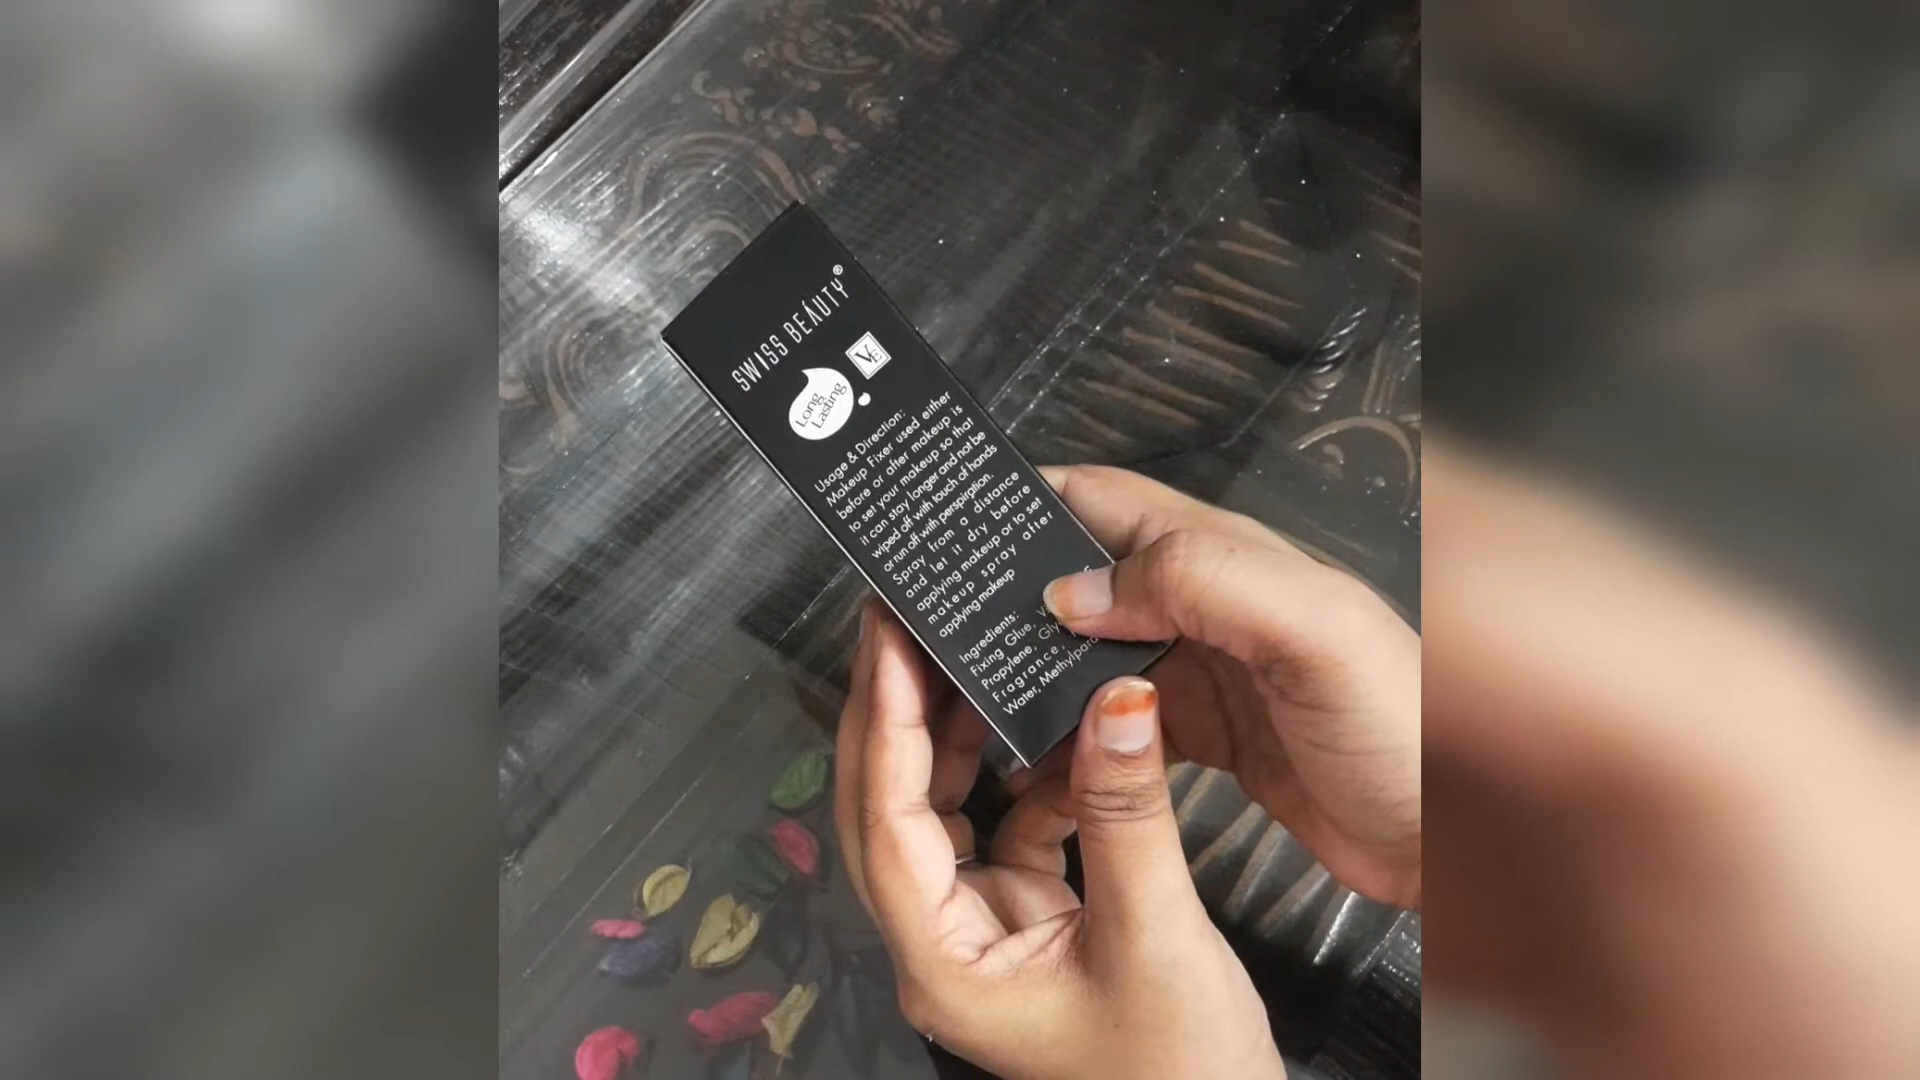 SWISS BEÁUTY®
Long
Lasting
VE
Usage & Direction:
Makeup Fixer used either
before or after makeup is
to set your makeup so that
it can stay longer and not be
wiped off with touch of hands
or run off with perspiration.
Spray from a distance
and let it dry before
applying makeup or to set
makeup spray after
applying makeup
Ingredients:
Fixing Glue,
Propylene,
Fragrance,
Water,